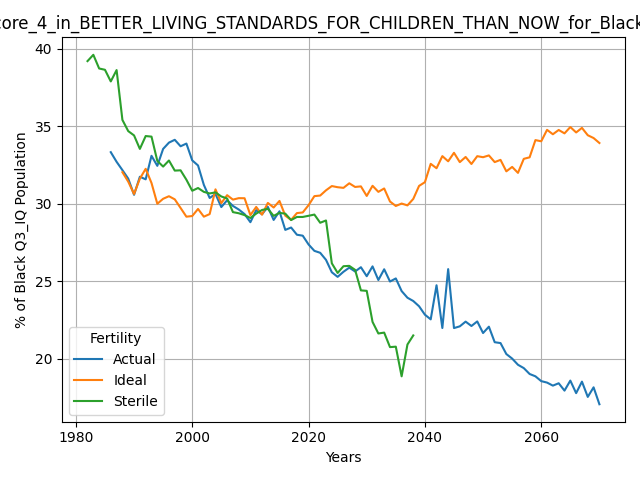 core_4_in_BETTER_LIVING_STANDARDS_FOR_CHILDREN_THAN_NOW_for_Black
% of Black Q3_IQ Population
40
35
30
25
20
Fertility
Actual
Ideal
Sterile
1980
2000
2020
2040
2060
Years